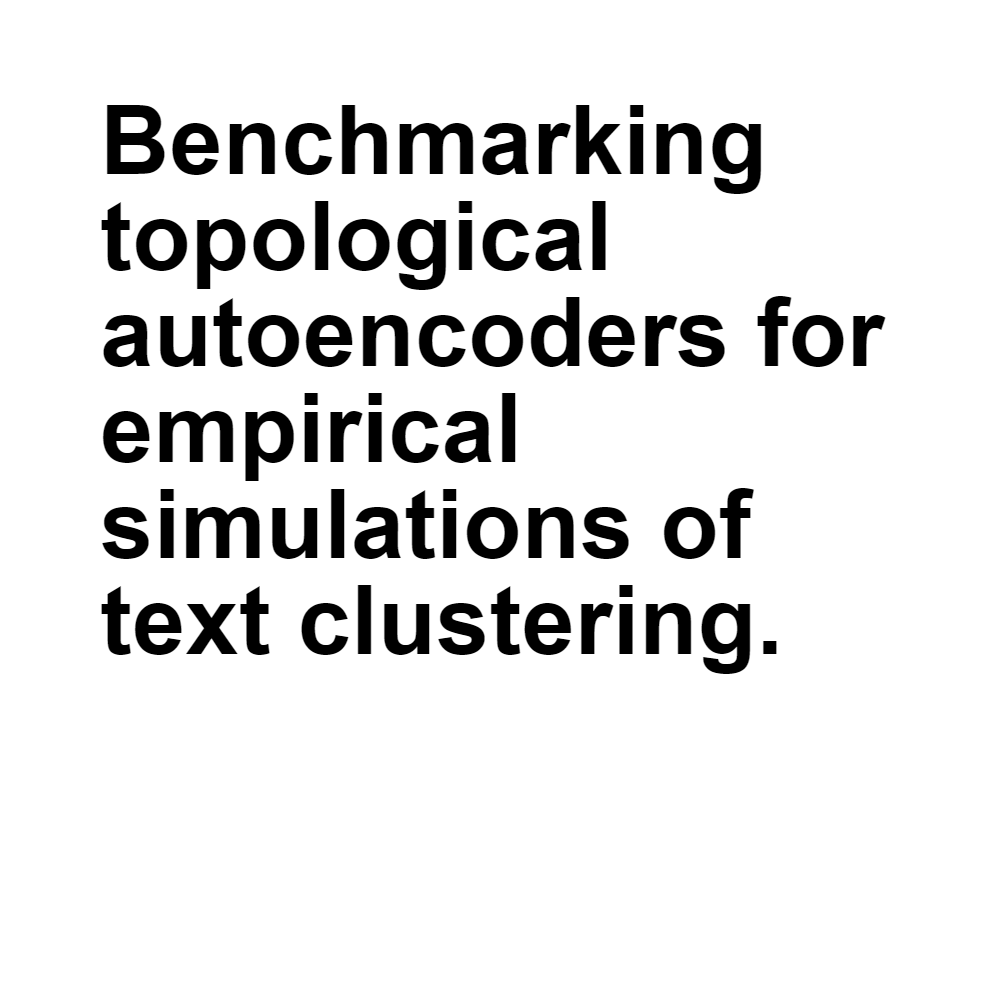 Benchmarking
topological
autoencoders for
empirical
simulations of
text clustering.